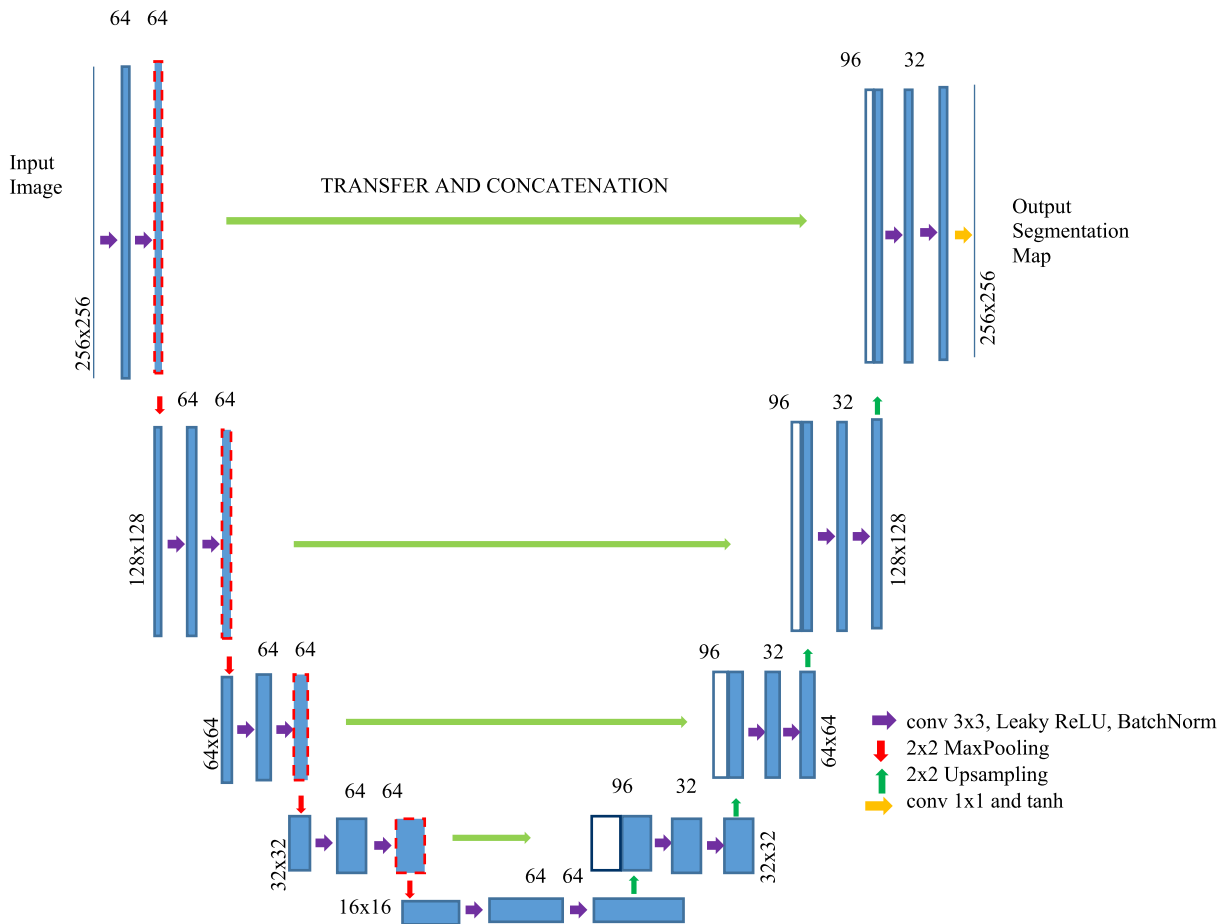 64 64
96 32
Input
Image
TRANSFER AND CONCATENATION
Output
Segmentation
Map
256x256
256x256
64 64
96 32
128x128
128x128
64 64
96 32
64x64
64x64
conv 3x3, Leaky ReLU, BatchNorm
2x2 MaxPooling
2x2 Upsampling
conv 1x1 and tanh
64 64
96 32
32x32
32x32
64 64
16x16